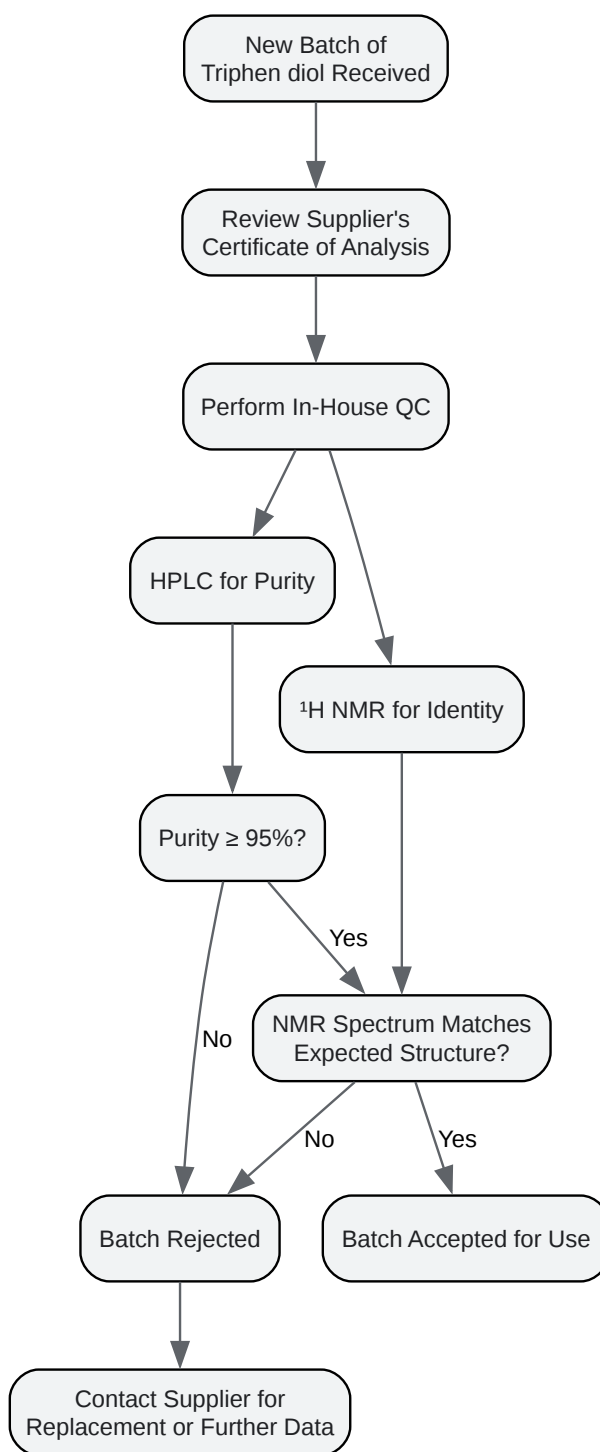 New Batch of
Triphen diol Received
Review Supplier's
Certificate of Analysis
Perform In-House QC
HPLC for Purity
¹H NMR for Identity
Purity ≥ 95%?
Yes
NMR Spectrum Matches
Expected Structure?
No
No
Yes
Batch Rejected
Batch Accepted for Use
Contact Supplier for
Replacement or Further Data